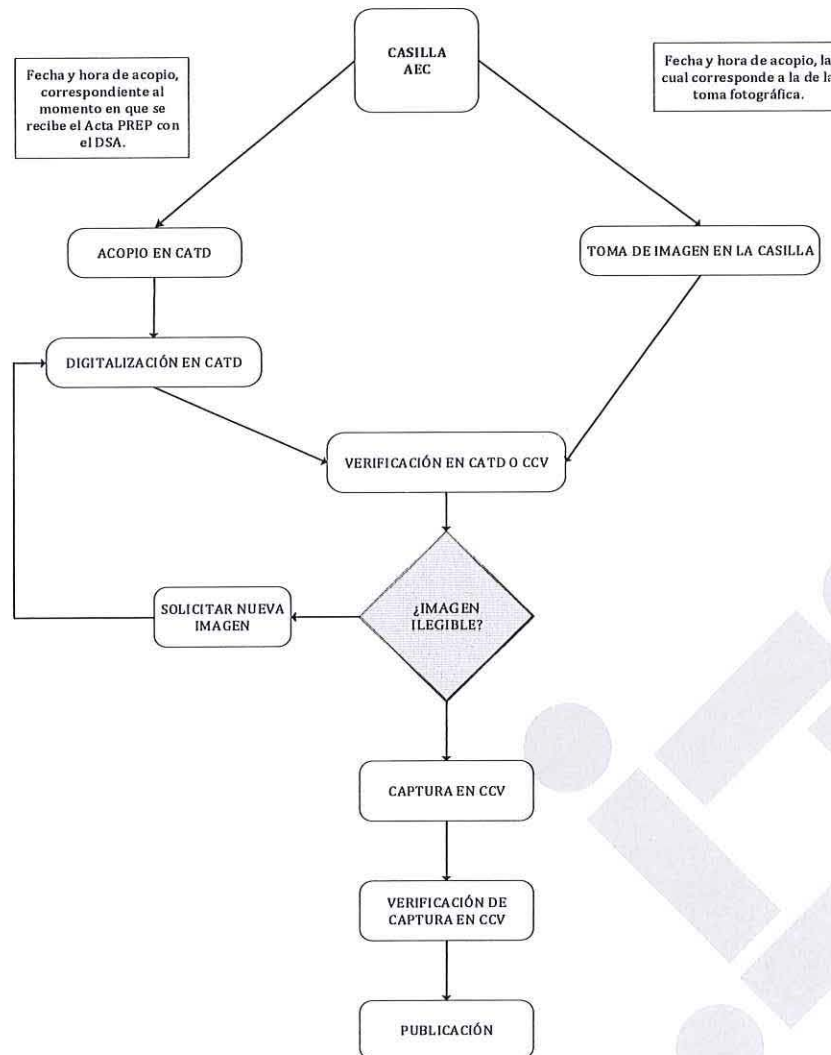 CASILLA
AEC
Fecha y hora de acopio,
correspondiente al
momento en que se
recibe el Acta PREP con
el DSA.
Fecha y hora de acopio, la
cual corresponde a la de la
toma fotográfica.
ACOPIO EN CATD
TOMA DE IMAGEN EN LA CASILLA
DIGITALIZACIÓN EN CATD
VERIFICACIÓN EN CATD O CCV
¿IMAGEN
ILEGIBLE?
SOLICITAR NUEVA
IMAGEN
CAPTURA EN CCV
VERIFICACIÓN DE
CAPTURA EN CCV
PUBLICACIÓN